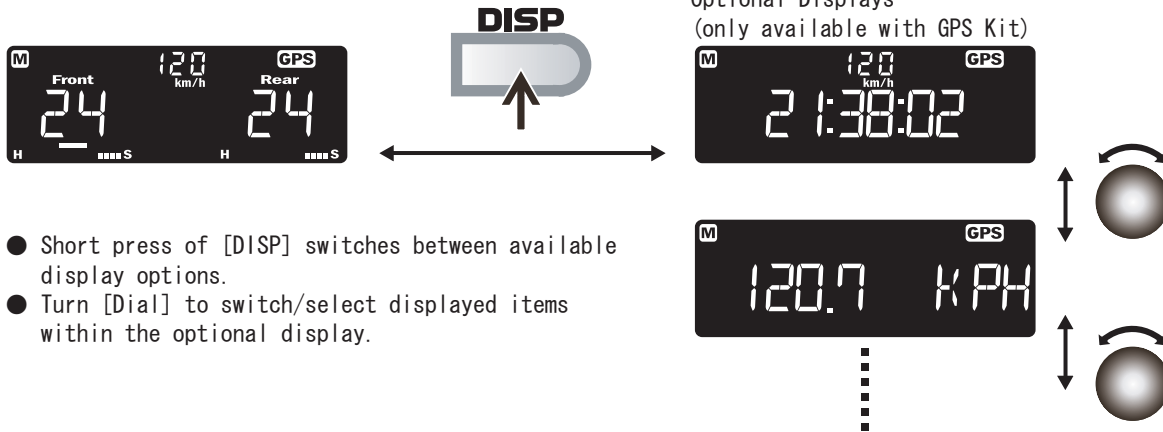 DISP
Optional Displays
(only available with GPS Kit)
M 120 km/h GPS
Front Rear
24 24
H S H S
M 120 km/h GPS
21:38:02
M GPS
120.7 KPH
● Short press of [DISP] switches between available
display options.
● Turn [Dial] to switch/select displayed items
within the optional display.